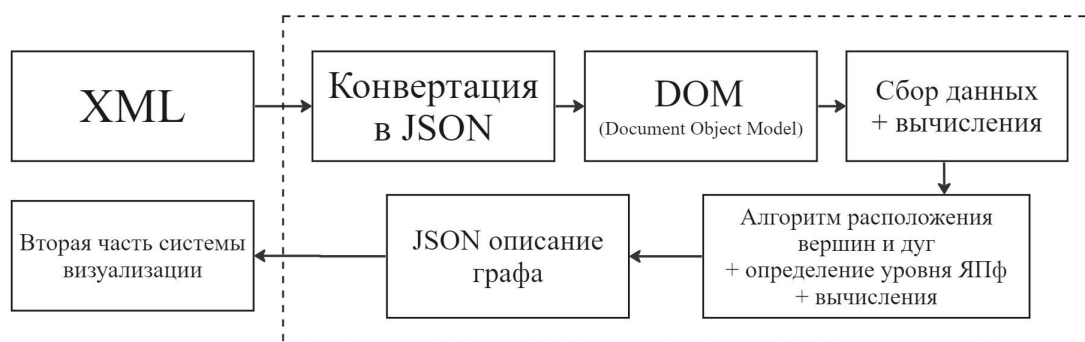 XML
Конвертация
в JSON
DOM
(Document Object Model)
Сбор данных
+ вычисления
Вторая часть системы
визуализации
JSON описание
графа
Алгоритм расположения
вершин и дуг
+ определение уровня ЯПф
+ вычисления